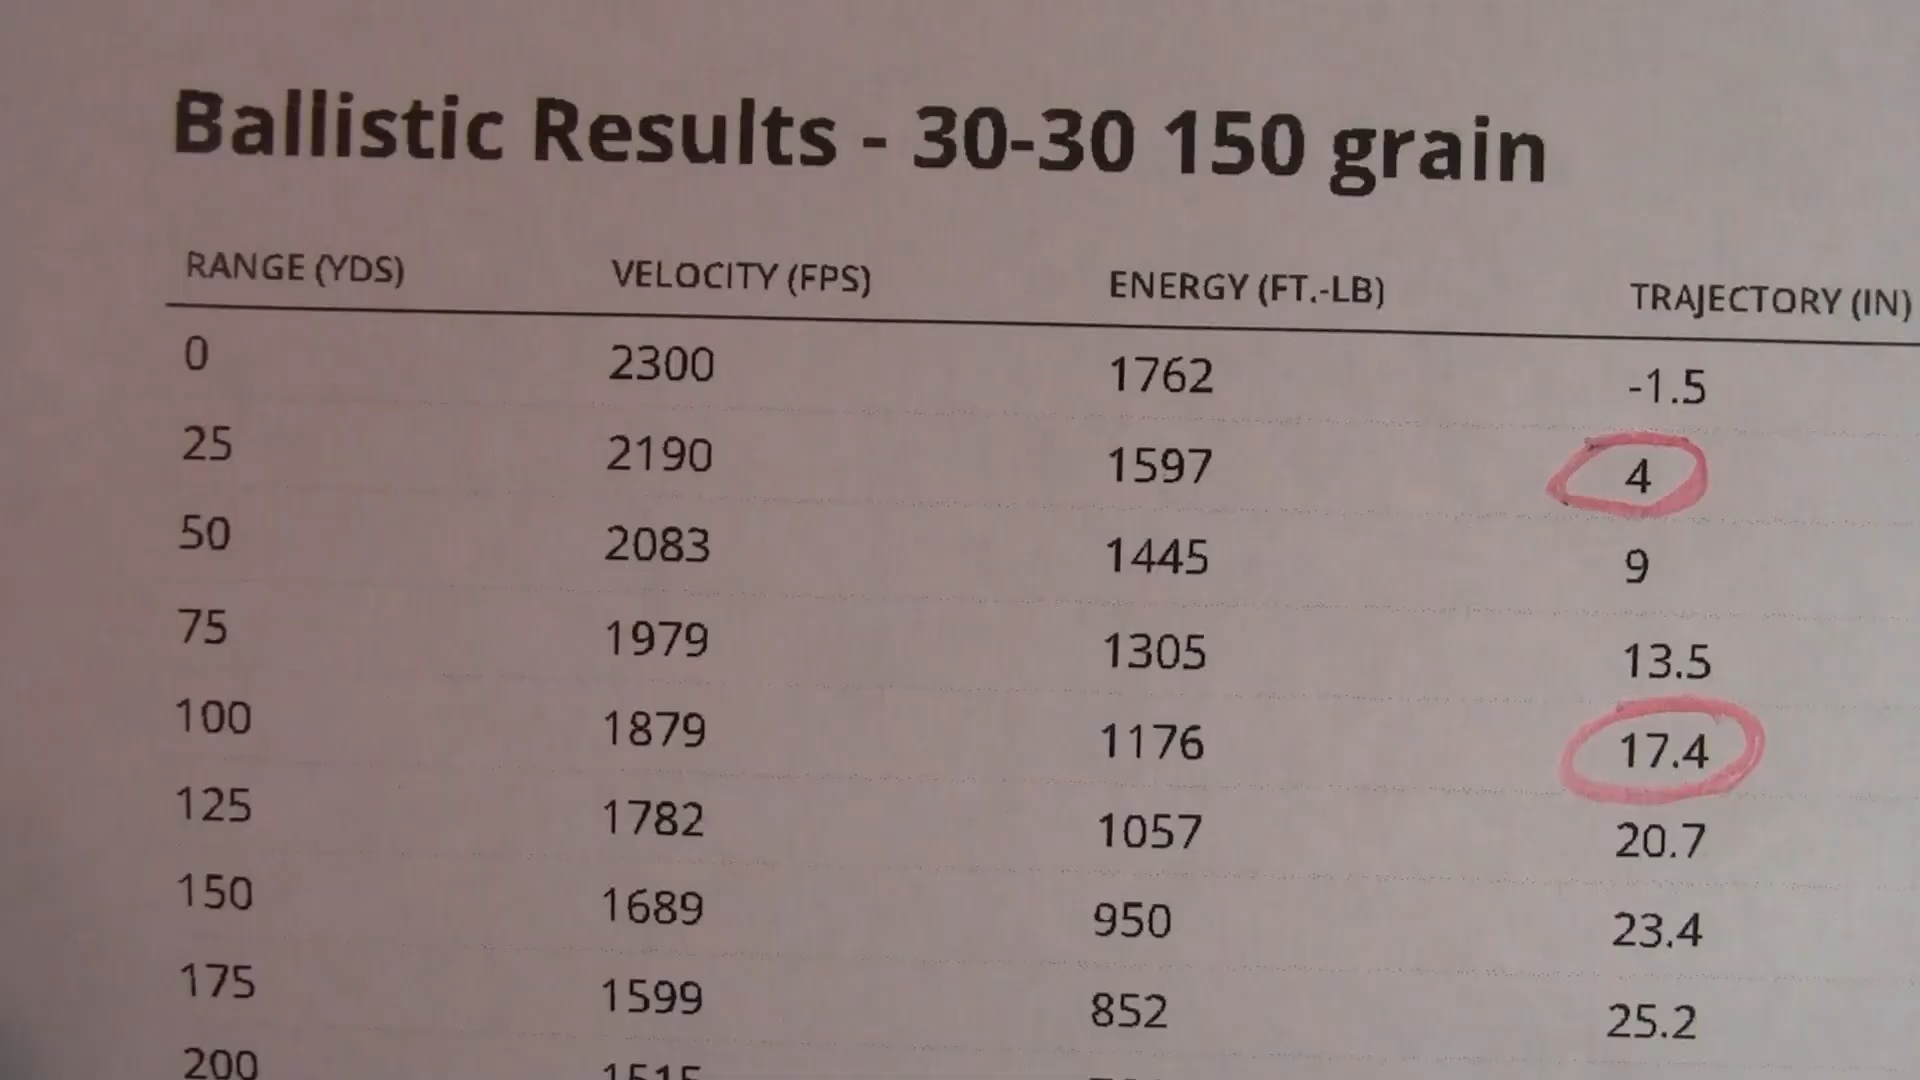 Ballistic Results - 30-30 150 grain
RANGE (YDS) VELOCITY (FPS) ENERGY (FT.-LB) TRAJECTORY (IN)
0 2300 1762 -1.5
25 2190 1597 4
50 2083 1445 9
75 1979 1305 13.5
100 1879 1176 17.4
125 1782 1057 20.7
150 1689 950 23.4
175 1599 852 25.2
200 1515